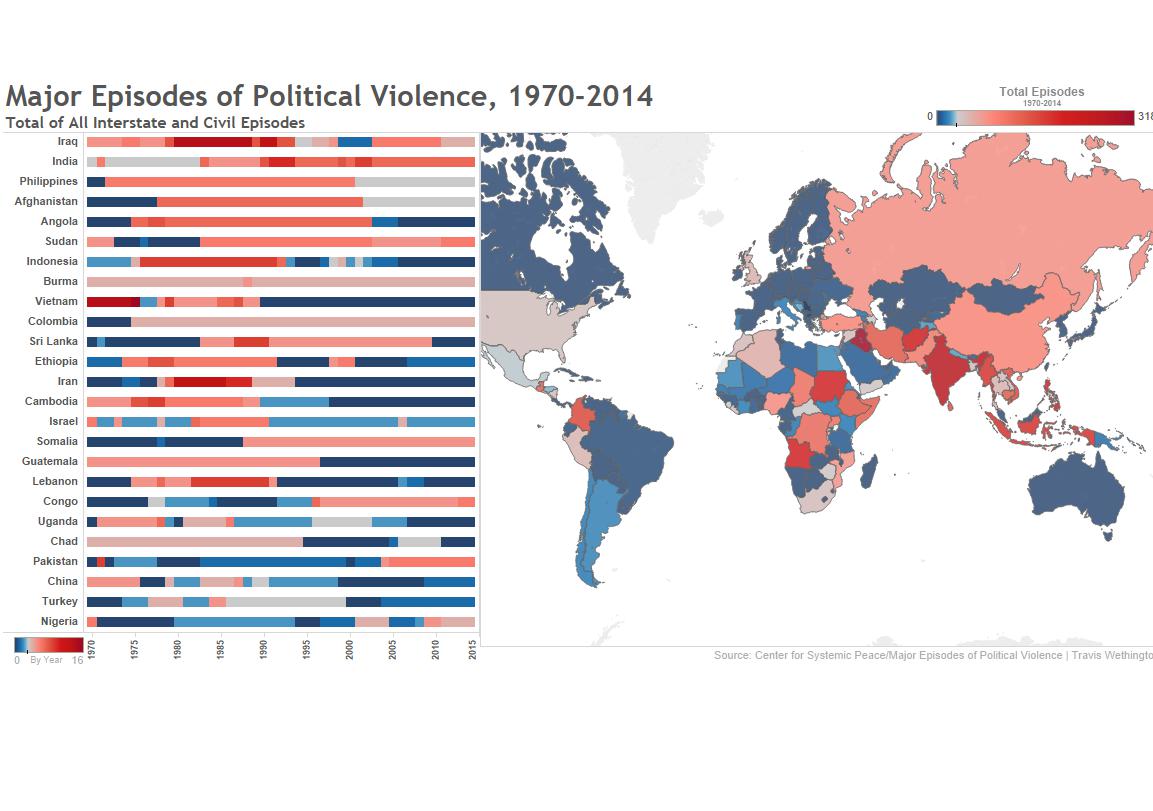 Major Episodes of Political Violence, 1970-2014
Total of All Interstate and Civil Episodes
Total Episodes
1970-2014
0 318
Iraq
India
Philippines
Afghanistan
Angola
Sudan
Indonesia
Burma
Vietnam
Colombia
Sri Lanka
Ethiopia
Iran
Cambodia
Israel
Somalia
Guatemala
Lebanon
Congo
Uganda
Chad
Pakistan
China
Turkey
Nigeria
0 By Year 16
1970 1975 1980 1985 1990 1995 2000 2005 2010 2015
Source: Center for Systemic Peace/Major Episodes of Political Violence | Travis Wethingto